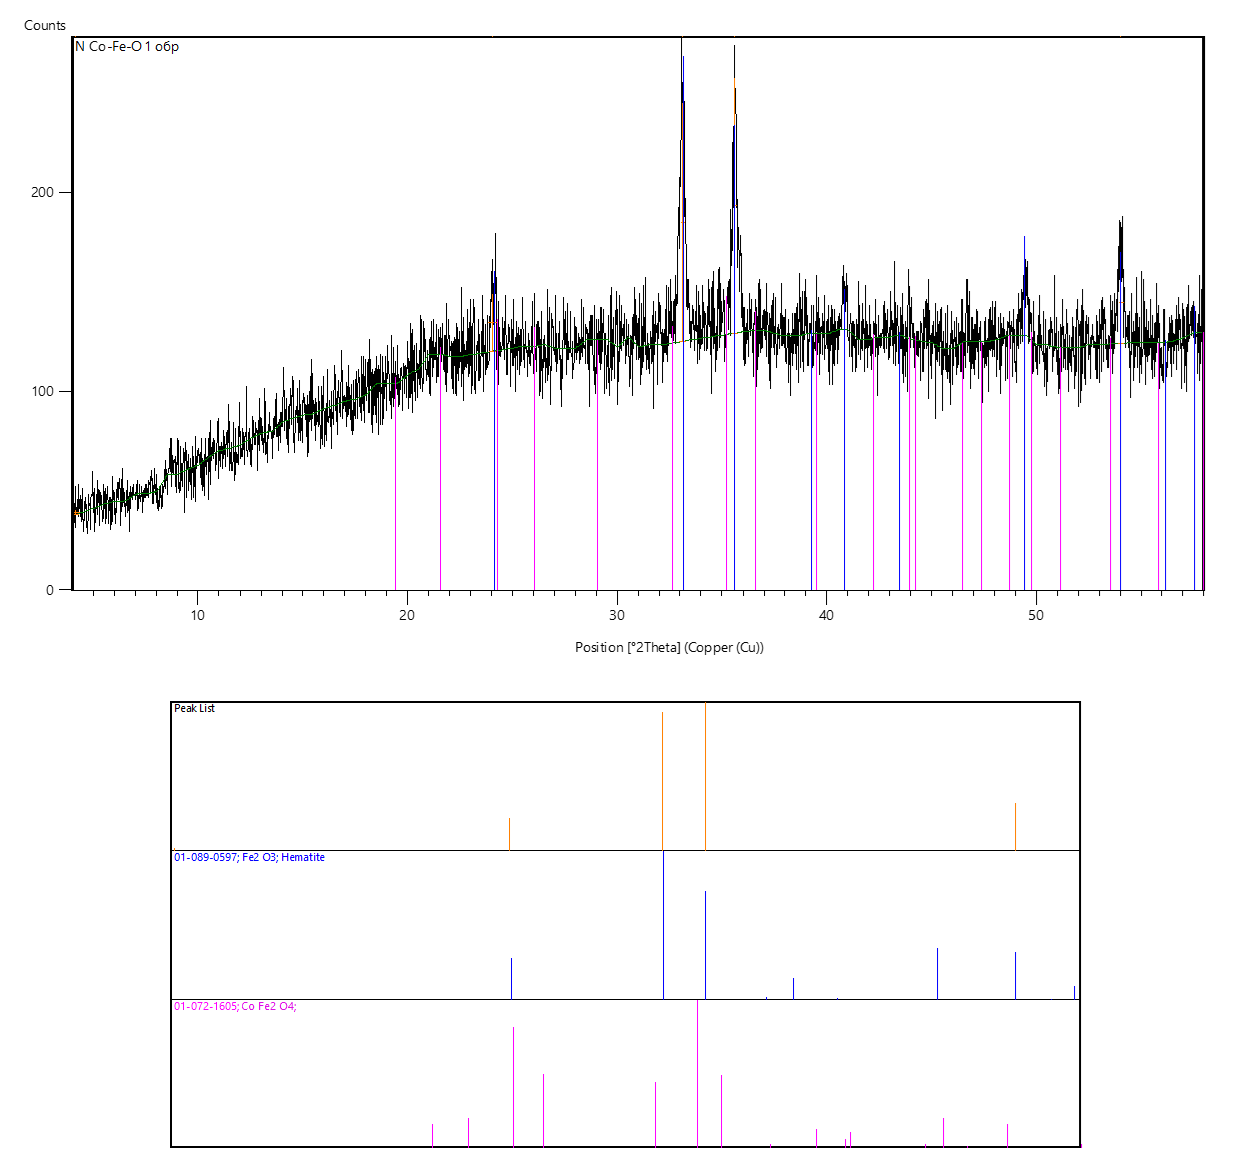 Counts
N Co-Fe-O 1 o6p
200
100
0
10 20 30 40 50
Position [°2Theta] (Copper (Cu))
Peak List
01-089-0597; Fe2 O3; Hematite
01-072-1605; Co Fe2 O4;